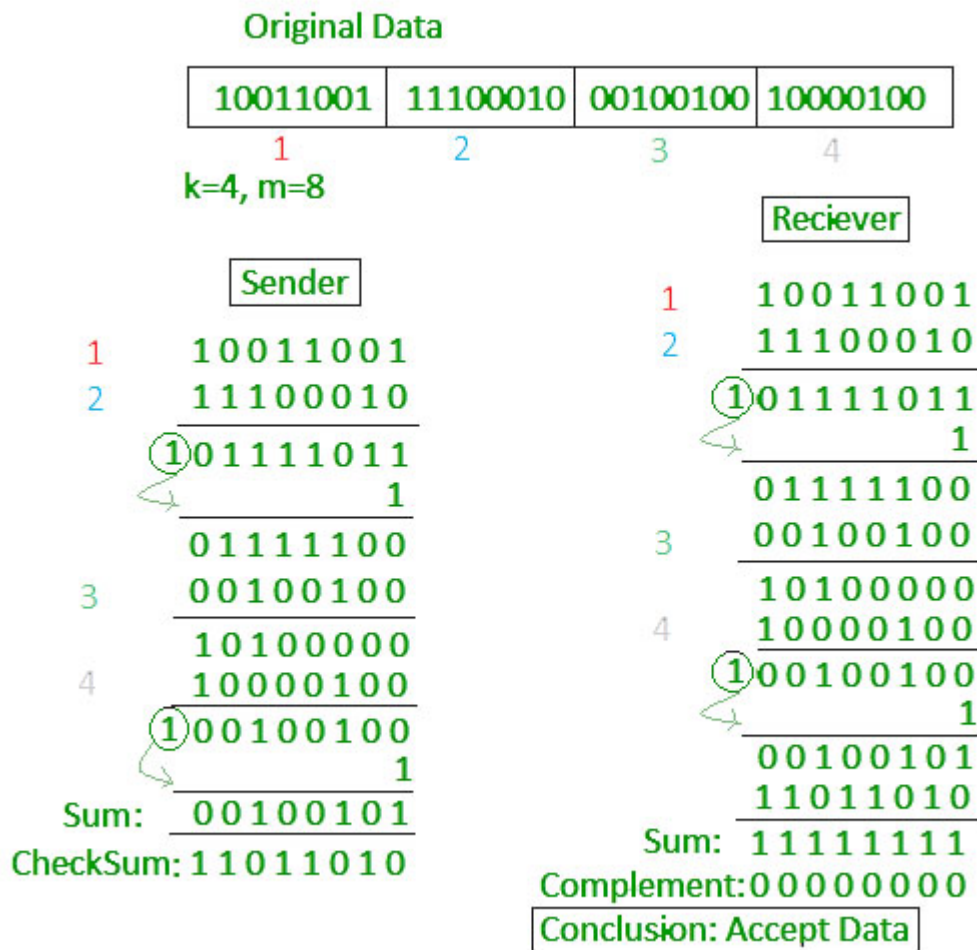 Original Data
10011001 11100010 00100100 10000100
1 2 3 4
k=4, m=8
Sender
1 10011001
2 11100010
1 01111011
1
01111100
3 00100100
10100000
4 10000100
1 00100100
1
Sum: 00100101
CheckSum: 11011010
Reciever
1 10011001
2 11100010
1 01111011
1
01111100
3 00100100
10100000
4 10000100
1 00100100
1
00100101
11011010
Sum: 11111111
Complement: 00000000
Conclusion: Accept Data